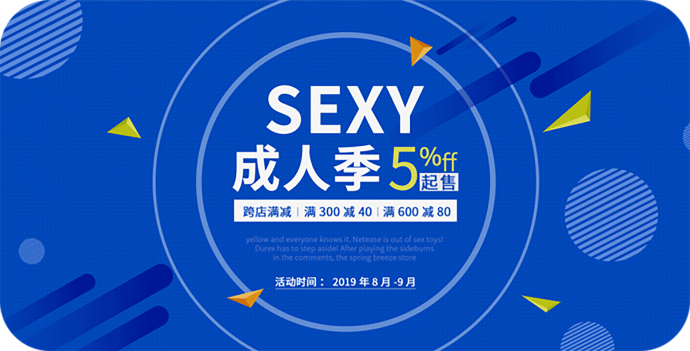 SEXY
成人季 5%ff 起售
跨店满减 | 满 300 减 40 | 满 600 减 80
yellow and everyone knows it. Netease is out of sex toys!
Durex has to step aside! After playing the sideburns
in the comments, the spring breeze store
活动时间： 2019 年 8 月 -9 月